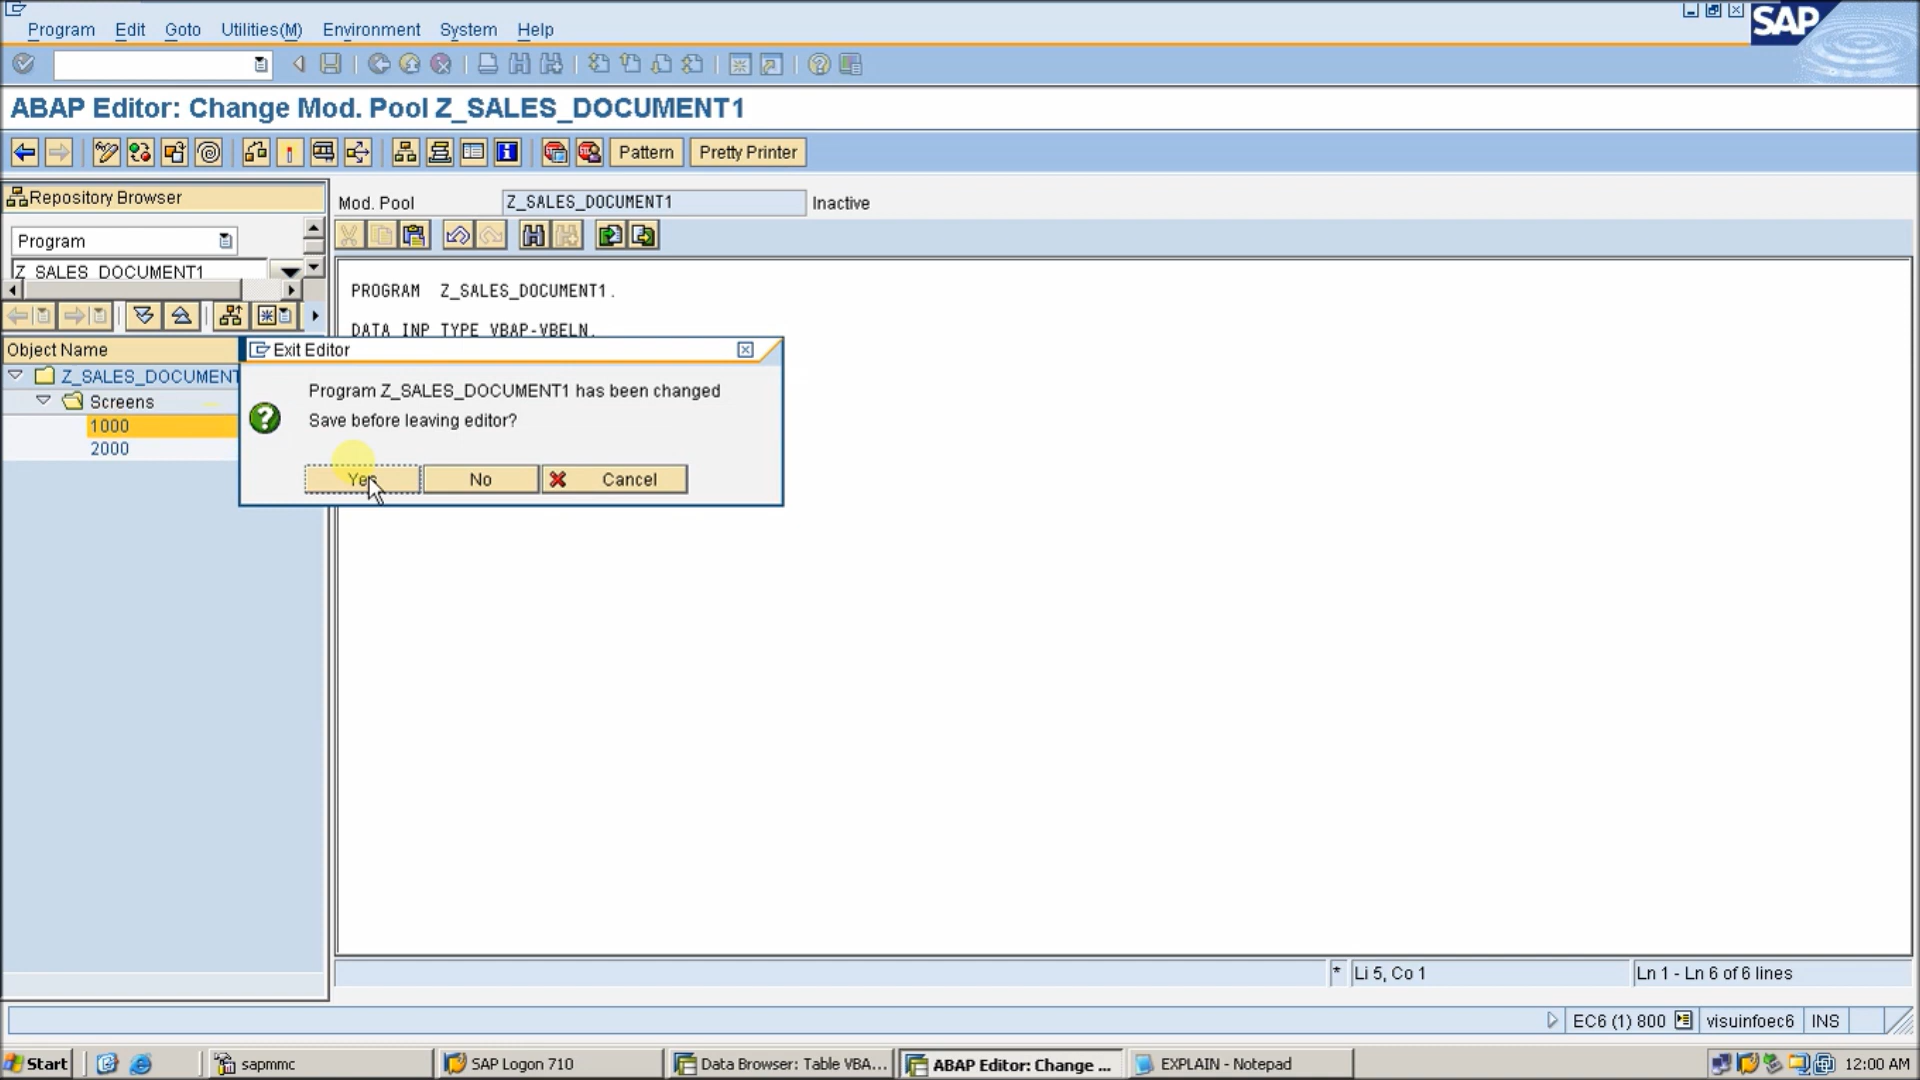 Program Edit Goto Utilities(M) Environment System Help
SAP
ABAP Editor: Change Mod. Pool Z_SALES_DOCUMENT1
Pattern Pretty Printer
Repository Browser
Mod. Pool Z_SALES_DOCUMENT1 Inactive
Program
Z_SALES_DOCUMENT1
PROGRAM Z_SALES_DOCUMENT1.
DATA INP TYPE VBAP-VBELN.
Object Name
Exit Editor
Z_SALES_DOCUMENT
Program Z_SALES_DOCUMENT1 has been changed
Screens
Save before leaving editor?
1000
2000
Yes No Cancel
* Li 5, Co 1 Ln 1 - Ln 6 of 6 lines
EC6 (1) 800 visuinfoec6 INS
Start sapmmc SAP Logon 710 Data Browser: Table VBA... ABAP Editor: Change ... EXPLAIN - Notepad 12:00 AM